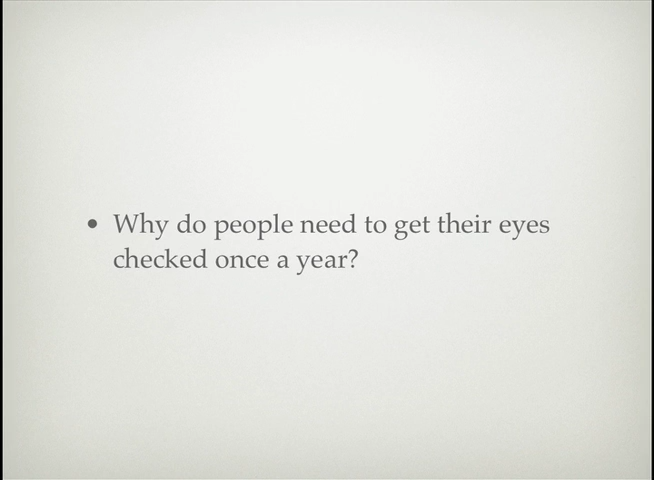 • Why do people need to get their eyes
checked once a year?